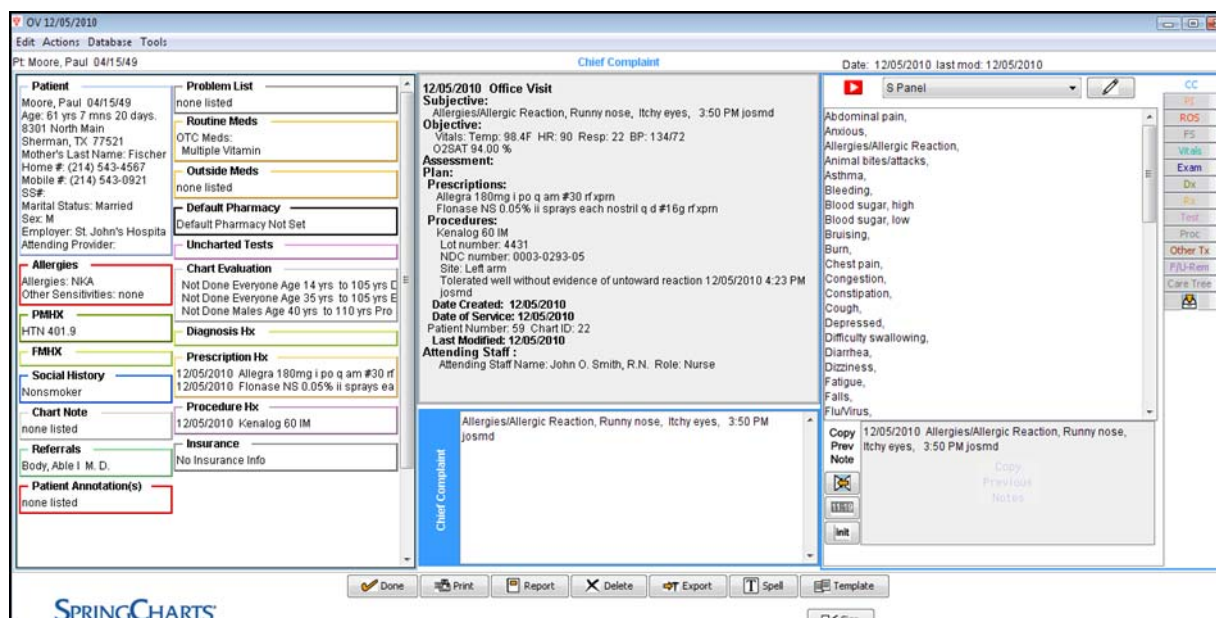 OV 12/05/2010
Edit Actions Database Tools
Pt: Moore, Paul 04/15/49
Chief Complaint
Date: 12/05/2010 last mod: 12/05/2010
Patient
Moore, Paul 04/15/49
Age: 61 yrs 7 mns 20 days.
8301 North Main
Sherman, TX 77521
Mother's Last Name: Fischer
Home #: (214) 543-4567
Mobile #: (214) 543-0921
SS#:
Marital Status: Married
Sex: M
Employer: St. John's Hospita
Attending Provider:
Allergies
Allergies: NKA
Other Sensitivities: none
PMHX
HTN 401.9
FMHX
Social History
Nonsmoker
Chart Note
none listed
Referrals
Body, Able I M. D.
Patient Annotation(s)
none listed
Problem List
none listed
Routine Meds
OTC Meds:
Multiple Vitamin
Outside Meds
none listed
Default Pharmacy
Default Pharmacy Not Set
Uncharted Tests
Chart Evaluation
Not Done Everyone Age 14 yrs to 105 yrs D
Not Done Everyone Age 35 yrs to 105 yrs E
Not Done Males Age 40 yrs to 110 yrs Pro
Diagnosis Hx
Prescription Hx
12/05/2010 Allegra 180mg i po q am #30 rf
12/05/2010 Flonase NS 0.05% ii sprays ea
Procedure Hx
12/05/2010 Kenalog 60 IM
Insurance
No Insurance Info
12/05/2010 Office Visit
Subjective:
Allergies/Allergic Reaction, Runny nose, Itchy eyes, 3:50 PM josmd
Objective:
Vitals: Temp: 98.4F HR: 90 Resp: 22 BP: 134/72
O2SAT 94.00 %
Assessment:
Plan:
Prescriptions:
Allegra 180mg i po q am #30 rf xprn
Flonase NS 0.05% ii sprays each nostril q d #16g rf xprn
Procedures:
Kenalog 60 IM
Lot number: 4431
NDC number: 0003-0293-05
Site: Left arm
Tolerated well without evidence of untoward reaction 12/05/2010 4:23 PM
josmd
Date Created: 12/05/2010
Date of Service: 12/05/2010
Patient Number: 59 Chart ID: 22
Last Modified: 12/05/2010
Attending Staff :
Attending Staff Name: John O. Smith, R.N. Role: Nurse
Chief Complaint
Allergies/Allergic Reaction, Runny nose, Itchy eyes, 3:50 PM
josmd
S Panel
Abdominal pain,
Anxious,
Allergies/Allergic Reaction,
Animal bites/attacks,
Asthma,
Bleeding,
Blood sugar, high
Blood sugar, low
Bruising,
Burn,
Chest pain,
Congestion,
Constipation,
Cough,
Depressed,
Difficulty swallowing,
Diarrhea,
Dizziness,
Fatigue,
Falls,
Flu/Virus,
Copy
Prev
Note
12/05/2010 Allergies/Allergic Reaction, Runny nose,
Itchy eyes, 3:50 PM josmd
Copy
Previous
Notes
Init
CC
PI
ROS
FS
Vitals
Exam
Dx
Rx
Test
Proc
Other Tx
F/U-Rem
Care Tree
Done
Print
Report
Delete
Export
Spell
Template
SPRINGCHARTS